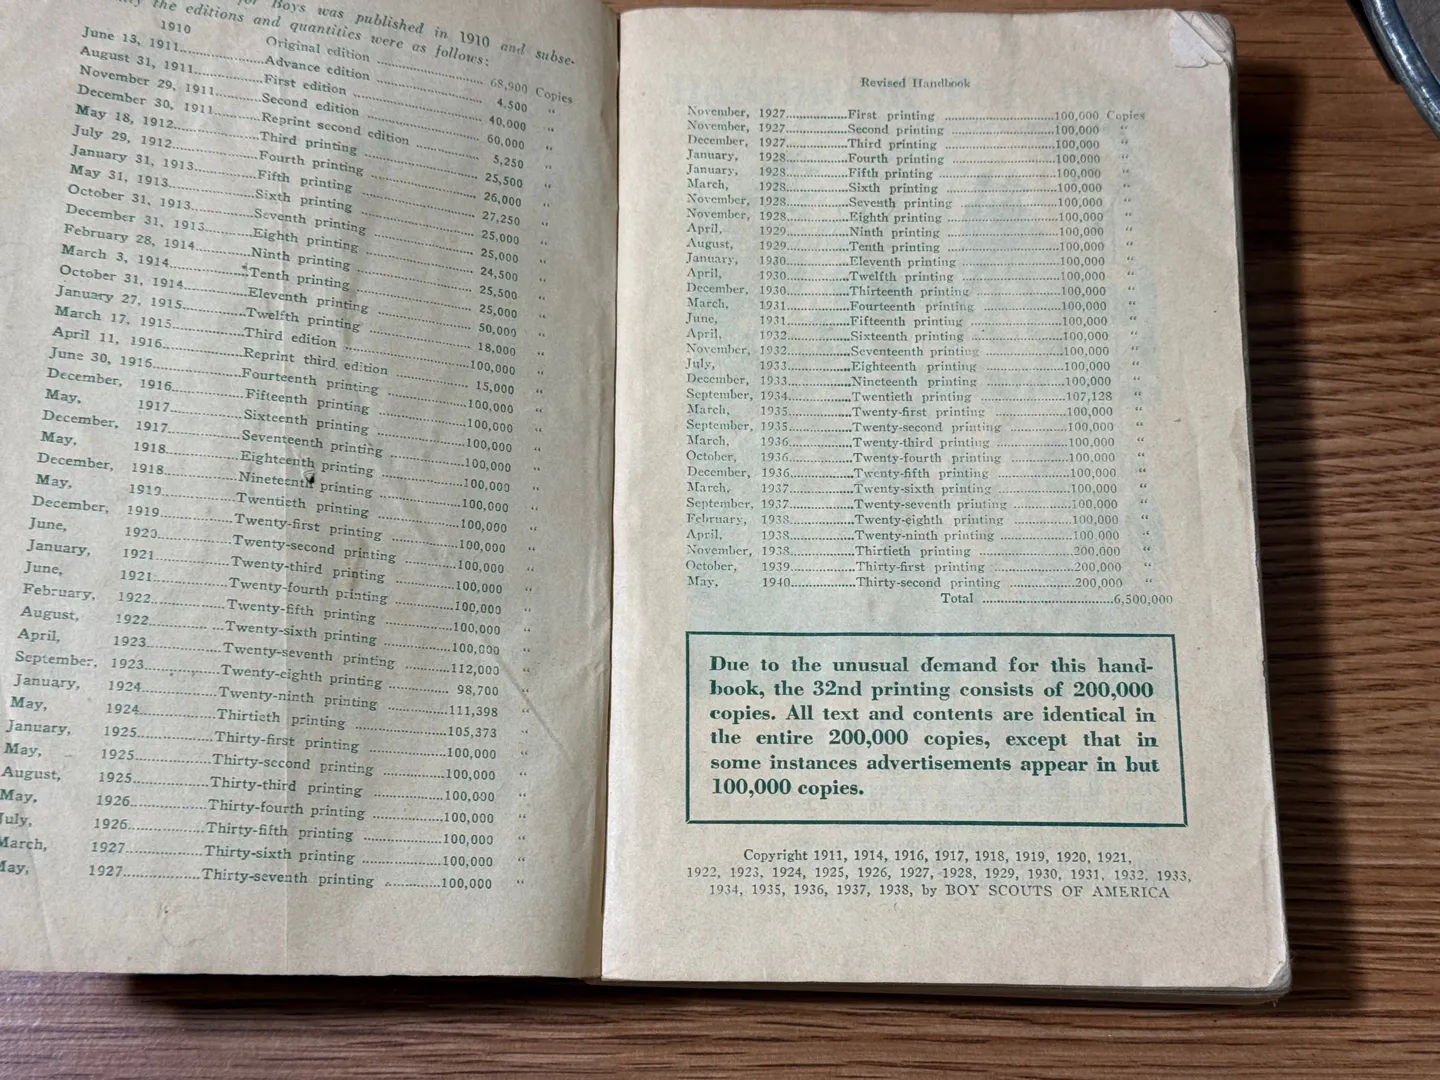 for Boys was published in 1910 and subse-
the editions and quantities were as follows:
1910 Original edition ........ 68,900 Copies
June 13, 1911........Advance edition ........ 4,500 "
August 31, 1911........First edition ........ 40,000 "
November 29, 1911........Second edition ........ 60,000 "
December 30, 1911........Reprint second edition ........ 5,250 "
May 18, 1912........Third printing ........ 25,500 "
July 29, 1912........Fourth printing ........ 26,000 "
January 31, 1913........Fifth printing ........ 27,250 "
May 31, 1913........Sixth printing ........ 25,000 "
October 31, 1913........Seventh printing ........ 25,000 "
December 31, 1913........Eighth printing ........ 24,500 "
February 28, 1914........Ninth printing ........ 25,500 "
March 3, 1914........Tenth printing ........ 25,000 "
October 31, 1914........Eleventh printing ........ 50,000 "
January 27, 1915........Twelfth printing ........ 18,000 "
March 17, 1915........Third edition ........100,000 "
April 11, 1916........Reprint third edition ........ 15,000 "
June 30, 1916........Fourteenth printing ........100,000 "
December, 1916........Fifteenth printing ........100,000 "
May, 1917........Sixteenth printing ........100,000 "
December, 1917........Seventeenth printing ........100,000 "
May, 1918........Eighteenth printing ........100,000 "
December, 1918........Nineteenth printing ........100,000 "
May, 1919........Twentieth printing ........100,000 "
December, 1919........Twenty-first printing ........100,000 "
June, 1920........Twenty-second printing ........100,000 "
January, 1921........Twenty-third printing ........100,000 "
June, 1921........Twenty-fourth printing ........100,000 "
February, 1922........Twenty-fifth printing ........100,000 "
August, 1922........Twenty-sixth printing ........100,000 "
April, 1923........Twenty-seventh printing ........112,000 "
September, 1923........Twenty-eighth printing ........ 98,700 "
January, 1924........Twenty-ninth printing ........111,398 "
May, 1924........Thirtieth printing ........105,373 "
January, 1925........Thirty-first printing ........100,000 "
May, 1925........Thirty-second printing ........100,000 "
August, 1925........Thirty-third printing ........100,000 "
May, 1926........Thirty-fourth printing ........100,000 "
July, 1926........Thirty-fifth printing ........100,000 "
March, 1927........Thirty-sixth printing ........100,000 "
May, 1927........Thirty-seventh printing ........100,000 "
Revised Handbook
November, 1927........First printing ........100,000 Copies
November, 1927........Second printing ........100,000 "
December, 1927........Third printing ........100,000 "
January, 1928........Fourth printing ........100,000 "
January, 1928........Fifth printing ........100,000 "
March, 1928........Sixth printing ........100,000 "
November, 1928........Seventh printing ........100,000 "
November, 1928........Eighth printing ........100,000 "
April, 1929........Ninth printing ........100,000 "
August, 1929........Tenth printing ........100,000 "
January, 1930........Eleventh printing ........100,000 "
April, 1930........Twelfth printing ........100,000 "
December, 1930........Thirteenth printing ........100,000 "
March, 1931........Fourteenth printing ........100,000 "
June, 1931........Fifteenth printing ........100,000 "
April, 1932........Sixteenth printing ........100,000 "
November, 1932........Seventeenth printing ........100,000 "
July, 1933........Eighteenth printing ........100,000 "
December, 1933........Nineteenth printing ........100,000 "
September, 1934........Twentieth printing ........107,128 "
March, 1935........Twenty-first printing ........100,000 "
September, 1935........Twenty-second printing ........100,000 "
March, 1936........Twenty-third printing ........100,000 "
October, 1936........Twenty-fourth printing ........100,000 "
December, 1936........Twenty-fifth printing ........100,000 "
March, 1937........Twenty-sixth printing ........100,000 "
September, 1937........Twenty-seventh printing ........100,000 "
February, 1938........Twenty-eighth printing ........100,000 "
April, 1938........Twenty-ninth printing ........100,000 "
November, 1938........Thirtieth printing ........200,000 "
October, 1939........Thirty-first printing ........200,000 "
May, 1940........Thirty-second printing ........200,000 "
Total ........6,500,000
Due to the unusual demand for this hand-
book, the 32nd printing consists of 200,000
copies. All text and contents are identical in
the entire 200,000 copies, except that in
some instances advertisements appear in but
100,000 copies.
Copyright 1911, 1914, 1916, 1917, 1918, 1919, 1920, 1921,
1922, 1923, 1924, 1925, 1926, 1927, 1928, 1929, 1930, 1931, 1932, 1933,
1934, 1935, 1936, 1937, 1938, by BOY SCOUTS OF AMERICA